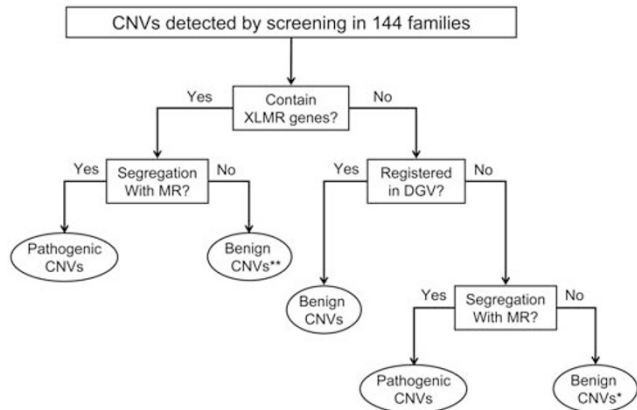 CNVs detected by screening in 144 families
Yes
Contain
XLMR genes?
No
Yes
Segregation
With MR?
No
Yes
Registered
in DGV?
No
Pathogenic
CNVs
Benign
CNVs**
Benign
CNVs
Yes
Segregation
With MR?
No
Pathogenic
CNVs
Benign
CNVs*